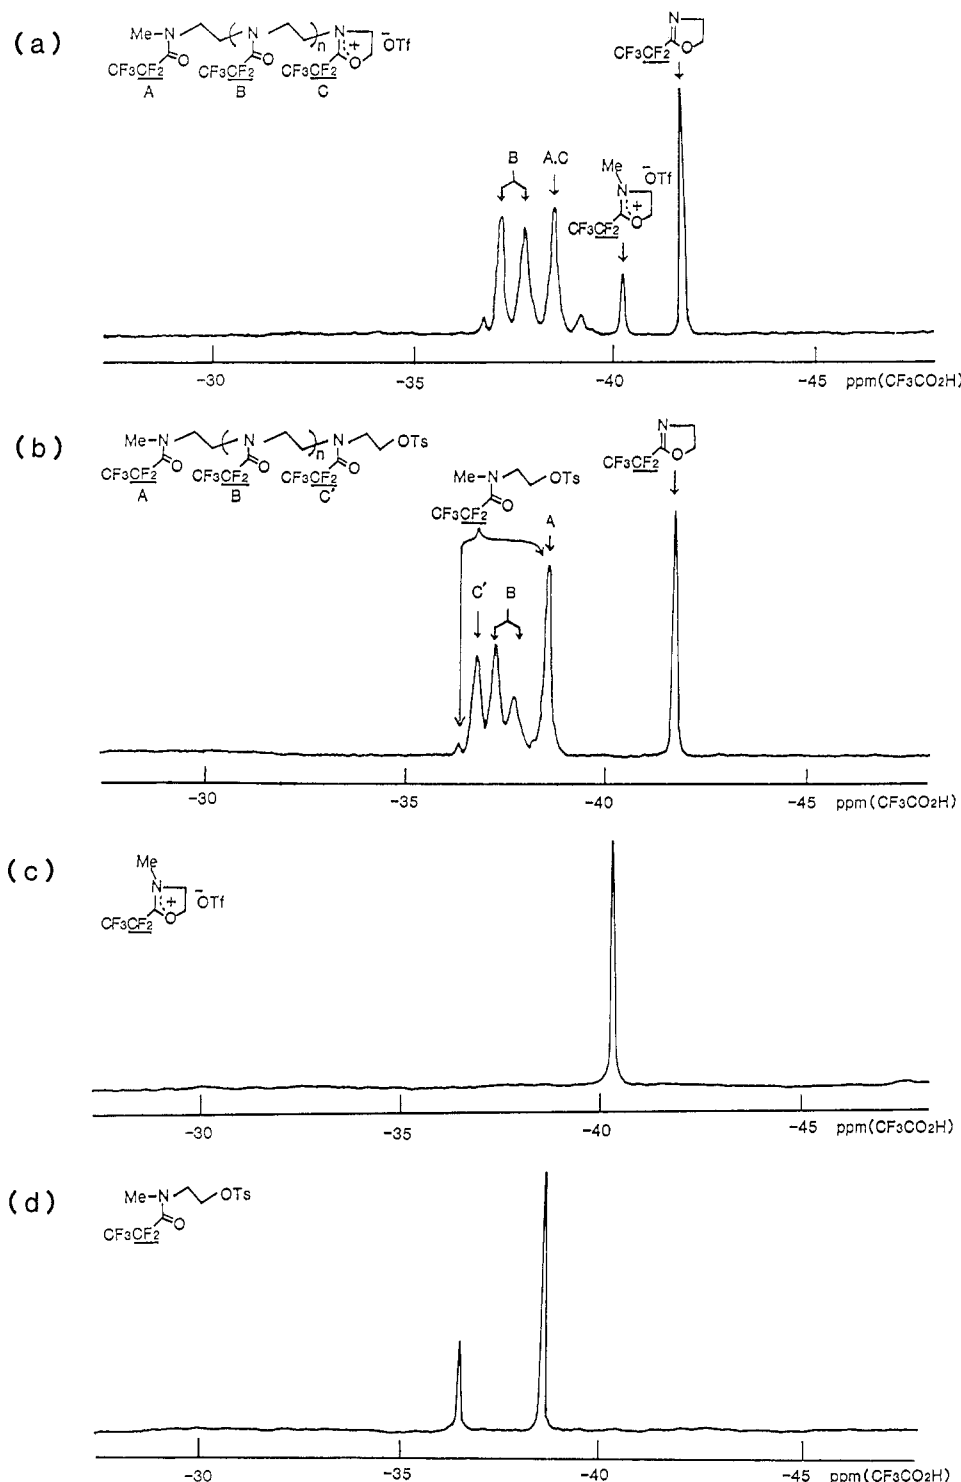 (a)
Me N N N
O O O + -OTf
CF3CF2 CF3CF2 CF3CF2
n
A B C
N
O
CF3CF2
B A.C
Me
N -OTf
+
O
CF3CF2
-30 -35 -40 -45 ppm(CF3CO2H)
(b)
Me N N N OTs
O O O
CF3CF2 CF3CF2 CF3CF2
n
A B C'
N
O
CF3CF2
Me-N OTs
O
CF3CF2
A
C' B
-30 -35 -40 -45 ppm(CF3CO2H)
(c)
Me
N
+ -OTf
O
CF3CF2
-30 -35 -40 -45 ppm(CF3CO2H)
(d)
Me-N OTs
O
CF3CF2
-30 -35 -40 -45 ppm(CF3CO2H)